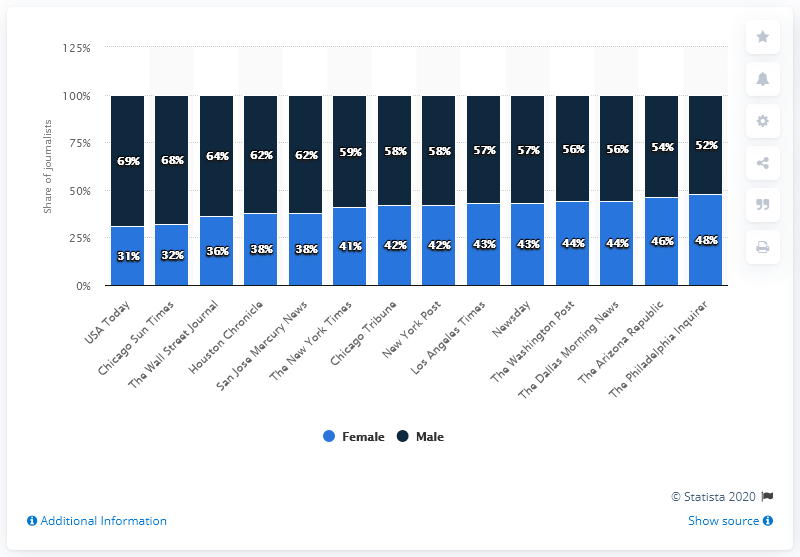 125%
100%
75%
50%
25%
0%
Share of journalists
69% 68% 64% 62% 62% 59% 58% 58% 57% 57% 56% 56% 54% 52%
31% 32% 36% 38% 38% 41% 42% 42% 43% 43% 44% 44% 46% 48%
USA Today
Chicago Sun Times
The Wall Street Journal
Houston Chronicle
San Jose Mercury News
The New York Times
Chicago Tribune
New York Post
Los Angeles Times
Newsday
The Washington Post
The Dallas Morning News
The Arizona Republic
The Philadelphia Inquirer
Female Male
© Statista 2020
Additional Information Show source